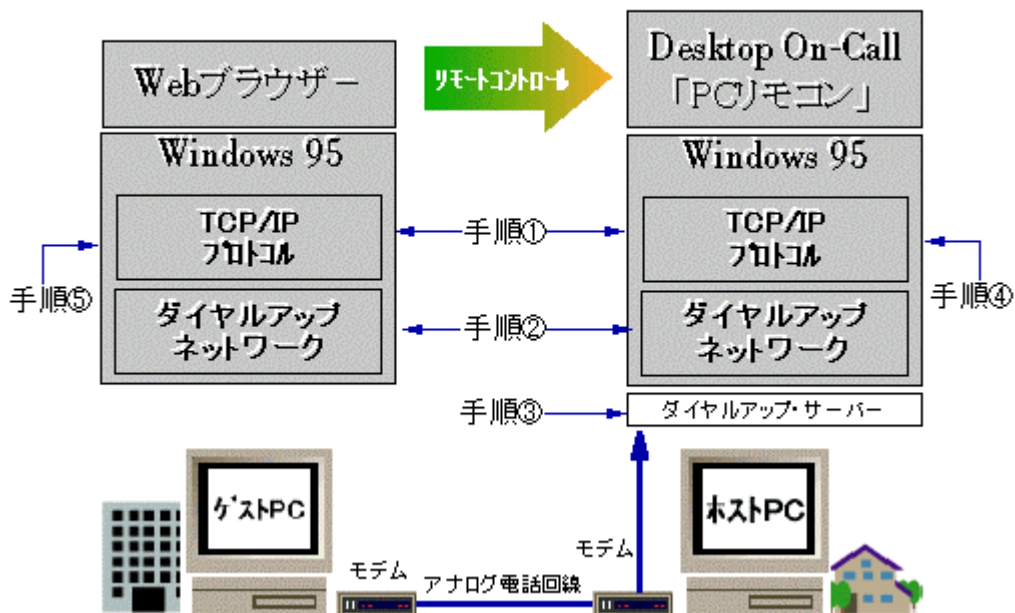 Webブラウザー
リモートコントロール
Desktop On-Call
「PCリモコン」
Windows 95
Windows 95
TCP/IP
プロトコル
手順①
TCP/IP
プロトコル
手順⑤
手順④
ダイヤルアップ
ネットワーク
手順②
ダイヤルアップ
ネットワーク
手順③
ダイヤルアップ・サーバー
ゲストPC
ホストPC
モデム
アナログ電話回線
モデム